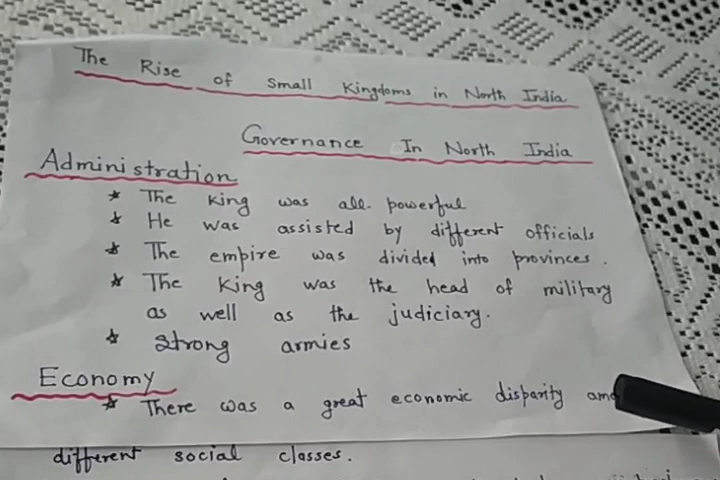 The Rise of Small Kingdoms in North India
Governance In North India
Administration
* The King was all-powerful
* He was assisted by different officials
* The empire was divided into provinces.
* The King was the head of military
as well as the judiciary.
* Strong armies
Economy
* There was a great economic disparity
different social classes.